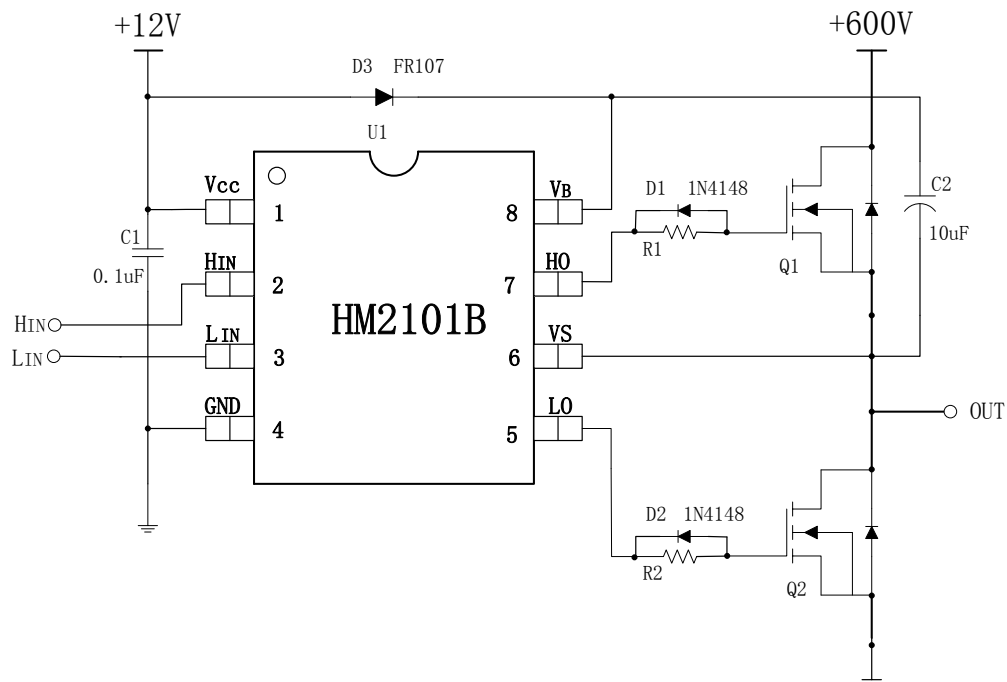 +12V
+600V
D3 FR107
U1
Vcc
1
VB
8
D1 1N4148
C2
10uF
C1
0.1uF
HIN
2
HO
7
R1
Q1
HM2101B
HIN
LIN
LIN
3
VS
6
GND
4
LO
5
OUT
D2 1N4148
R2
Q2